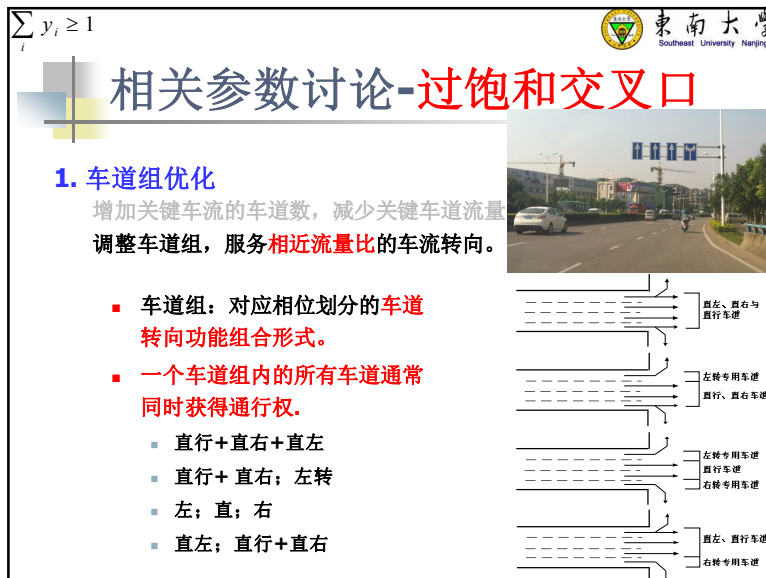 ∑ yᵢ ≥ 1
i
東南大學
Southeast University Nanjing
相关参数讨论-过饱和交叉口
1. 车道组优化
增加关键车流的车道数，减少关键车道流量
调整车道组，服务相近流量比的车流转向。
车道组：对应相位划分的车道
转向功能组合形式。
一个车道组内的所有车道通常
同时获得通行权.
直行+直右+直左
直行+ 直右；左转
左；直；右
直左；直行+直右
直左、直右与
直行车道
左转专用车道
直行、直右车道
左转专用车道
直行车道
右转专用车道
直左、直行车道
右转专用车道